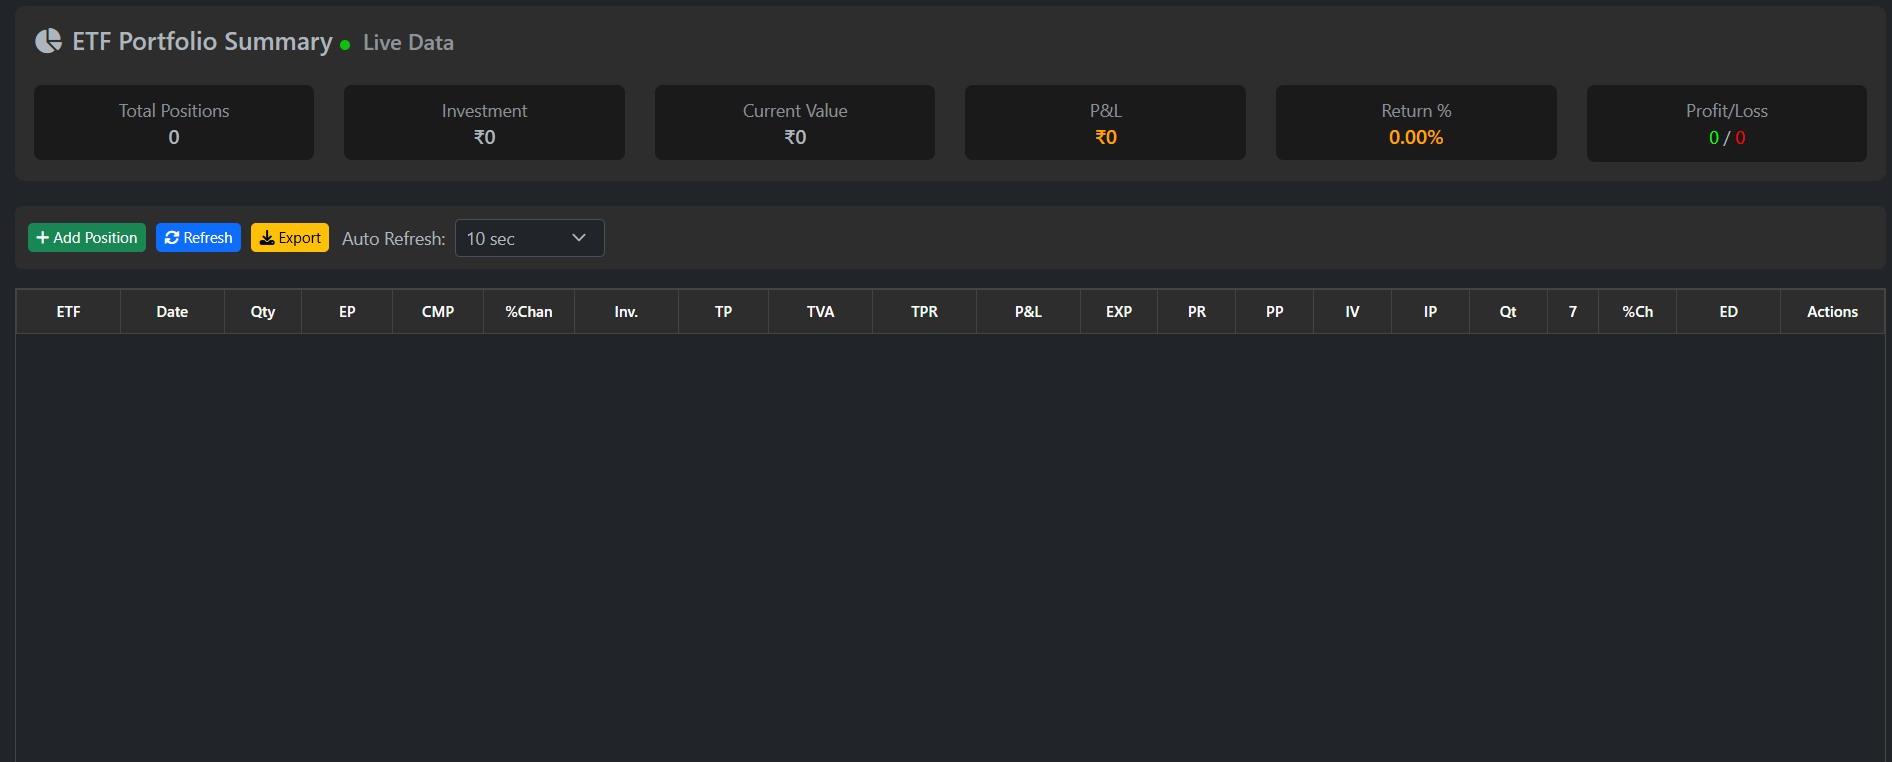 ETF Portfolio Summary Live Data
Total Positions
0
Investment
₹0
Current Value
₹0
P&L
₹0
Return %
0.00%
Profit/Loss
0 / 0
Add Position Refresh Export Auto Refresh: 10 sec
ETF Date Qty EP CMP %Chan Inv. TP TVA TPR P&L EXP PR PP IV IP Qt 7 %Ch ED Actions